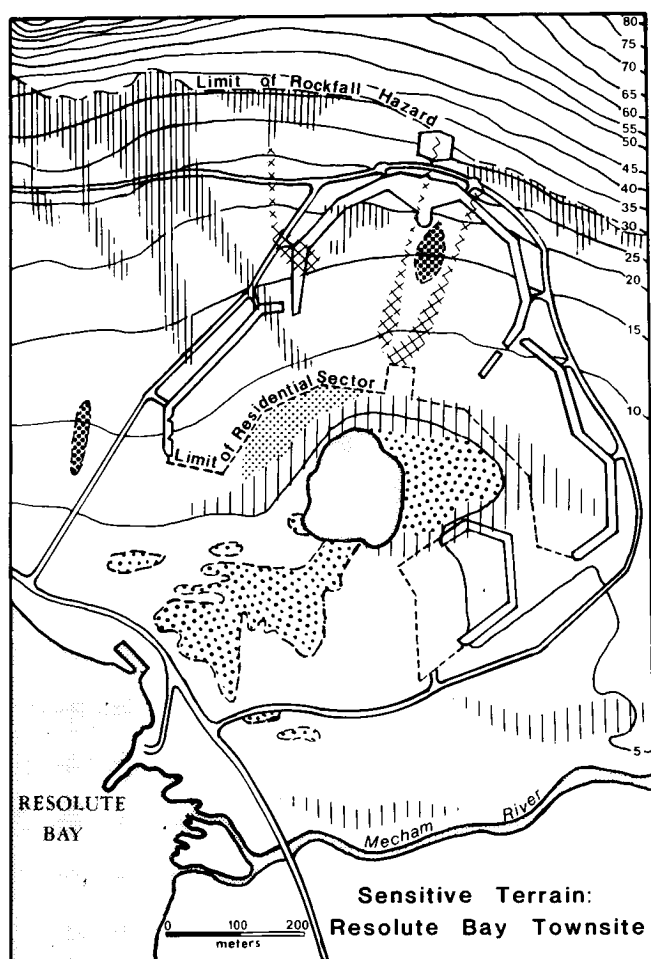 80
75
70
65
60
55
50
45
40
35
30
25
20
15
10
5
Limit of Rockfall Hazard
Limit of Residential Sector
RESOLUTE
BAY
Mecham River
Sensitive Terrain:
Resolute Bay Townsite
0 100 200
meters